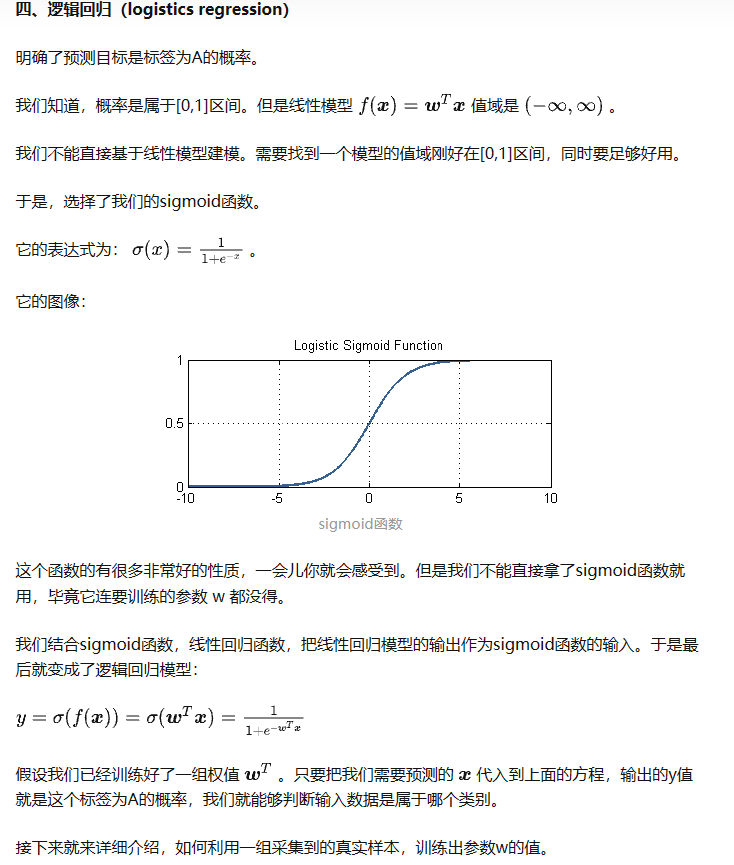 四、逻辑回归（logistics regression）
明确了预测目标是标签为A的概率。
我们知道，概率是属于[0,1]区间。但是线性模型 f(x) = w^T x 值域是 (−∞, ∞) 。
我们不能直接基于线性模型建模。需要找到一个模型的值域刚好在[0,1]区间，同时要足够好用。
于是，选择了我们的sigmoid函数。
它的表达式为： σ(x) = 1/(1+e^{−x}) 。
它的图像：
Logistic Sigmoid Function
1
0.5
0
-10 -5 0 5 10
sigmoid函数
这个函数的有很多非常好的性质，一会儿你就会感受到。但是我们不能直接拿了sigmoid函数就
用，毕竟它连要训练的参数 w 都没得。
我们结合sigmoid函数，线性回归函数，把线性回归模型的输出作为sigmoid函数的输入。于是最
后就变成了逻辑回归模型：
y = σ(f(x)) = σ(w^T x) = 1/(1+e^{−w^T x})
假设我们已经训练好了一组权值 w^T 。只要把我们需要预测的 x 代入到上面的方程，输出的y值
就是这个标签为A的概率，我们就能够判断输入数据是属于哪个类别。
接下来就来详细介绍，如何利用一组采集到的真实样本，训练出参数w的值。